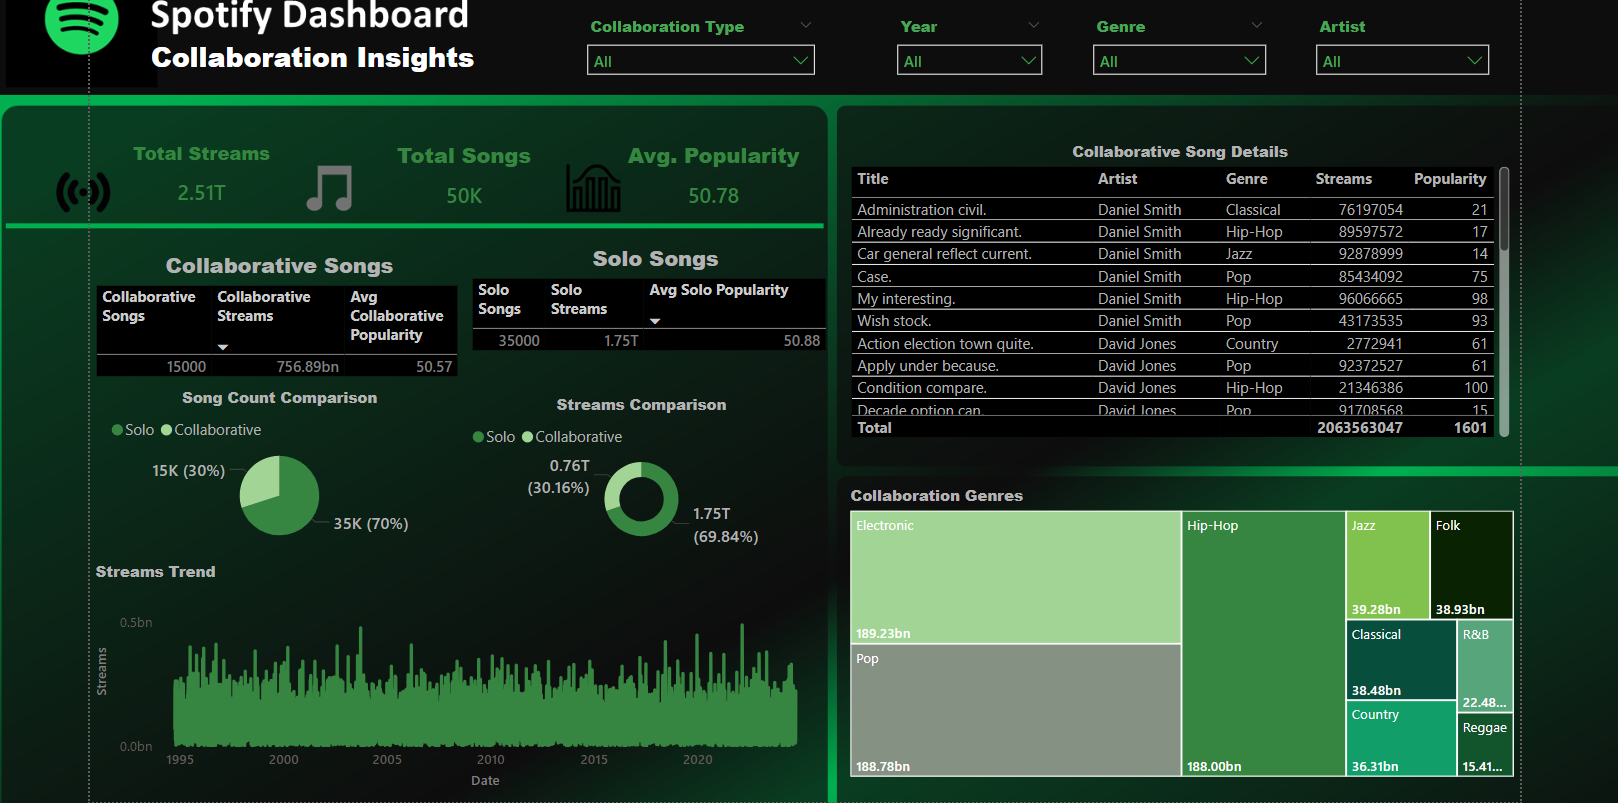 Spotify Dashboard
Collaboration Insights
Collaboration Type
All
Year
All
Genre
All
Artist
All
Total Streams
2.51T
Total Songs
50K
Avg. Popularity
50.78
Collaborative Songs
Collaborative Songs Collaborative Streams Avg Collaborative Popularity
15000 756.89bn 50.57
Solo Songs
Solo Songs Solo Streams Avg Solo Popularity
35000 1.75T 50.88
Song Count Comparison
Solo Collaborative
15K (30%)
35K (70%)
Streams Comparison
Solo Collaborative
0.76T
(30.16%)
1.75T
(69.84%)
Streams Trend
Streams
0.5bn
0.0bn
1995 2000 2005 2010 2015 2020
Date
Collaborative Song Details
Title Artist Genre Streams Popularity
Administration civil. Daniel Smith Classical 76197054 21
Already ready significant. Daniel Smith Hip-Hop 89597572 17
Car general reflect current. Daniel Smith Jazz 92878999 14
Case. Daniel Smith Pop 85434092 75
My interesting. Daniel Smith Hip-Hop 96066665 98
Wish stock. Daniel Smith Pop 43173535 93
Action election town quite. David Jones Country 2772941 61
Apply under because. David Jones Pop 92372527 61
Condition compare. David Jones Hip-Hop 21346386 100
Decade option can. David Jones Pop 91708568 15
Total 2063563047 1601
Collaboration Genres
Electronic
189.23bn
Pop
188.78bn
Hip-Hop
188.00bn
Jazz
39.28bn
Folk
38.93bn
Classical
38.48bn
R&B
22.48...
Country
36.31bn
Reggae
15.41...